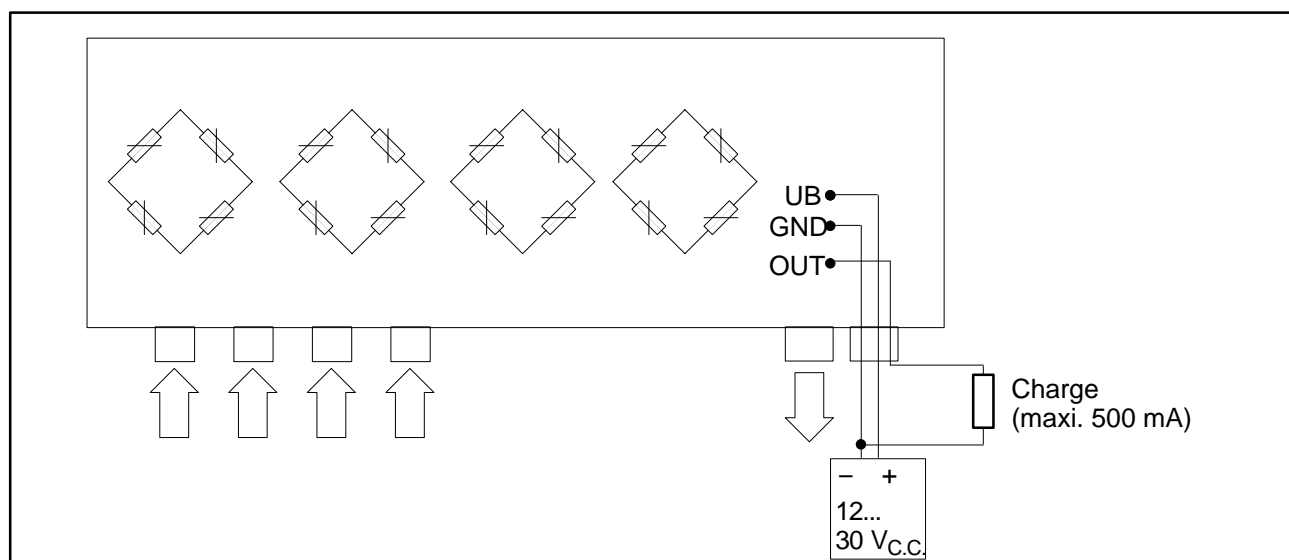 UB
GND
OUT
Charge
(maxi. 500 mA)
– +
12...
30 VC.C.